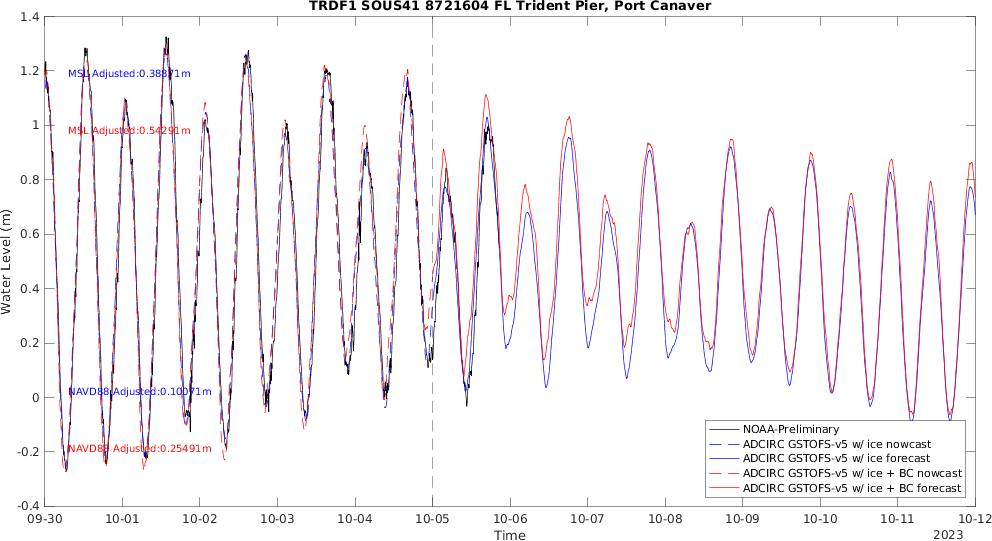 TRDF1 SOUS41 8721604 FL Trident Pier, Port Canaver
1.4
1.2
1
0.8
0.6
0.4
0.2
0
-0.2
-0.4
Water Level (m)
MSL Adjusted:0.38871m
MSL Adjusted:0.54291m
NAVD88 Adjusted:0.10071m
NAVD88 Adjusted:0.25491m
NOAA-Preliminary
ADCIRC GSTOFS-v5 w/ ice nowcast
ADCIRC GSTOFS-v5 w/ ice forecast
ADCIRC GSTOFS-v5 w/ ice + BC nowcast
ADCIRC GSTOFS-v5 w/ ice + BC forecast
09-30 10-01 10-02 10-03 10-04 10-05 10-06 10-07 10-08 10-09 10-10 10-11 10-12
Time
2023